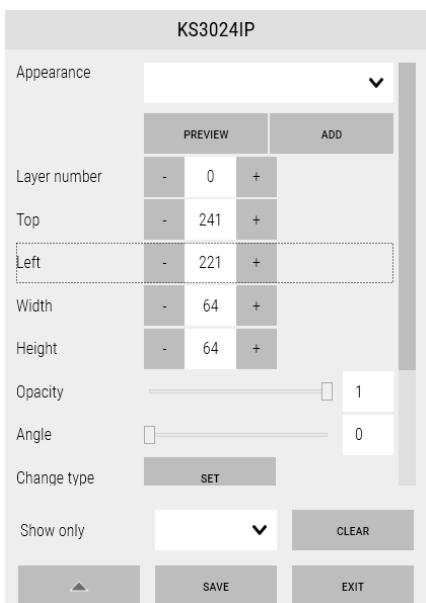 KS3024IP
Appearance
PREVIEW ADD
Layer number - 0 +
Top - 241 +
Left - 221 +
Width - 64 +
Height - 64 +
Opacity 1
Angle 0
Change type SET
Show only CLEAR
SAVE EXIT